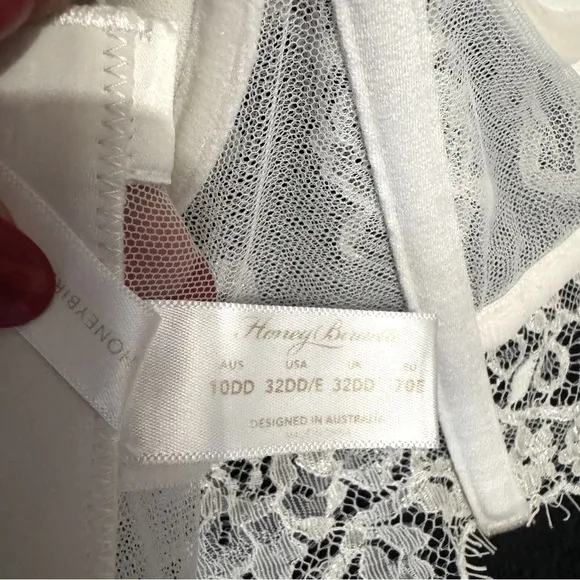 HONEYBIR
Honey Birdette
AUS USA UK EU
10DD 32DD/E 32DD 70E
DESIGNED IN AUSTRALIA